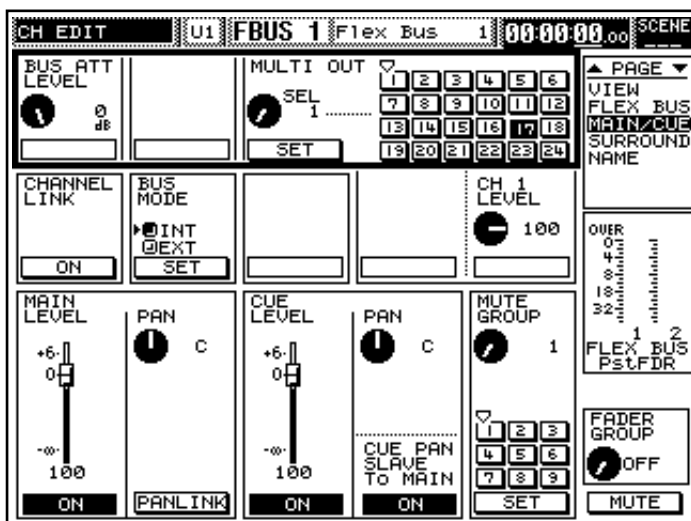 CH EDIT U1 FBUS 1 Flex Bus 1 00:00:00.00 SCENE
BUS ATT
LEVEL
0
dB
MULTI OUT
SEL
1
SET
1 2 3 4 5 6
7 8 9 10 11 12
13 14 15 16 17 18
19 20 21 22 23 24
▲ PAGE ▼
VIEW
FLEX BUS
MAIN/CUE
SURROUND
NAME
CHANNEL
LINK
ON
BUS
MODE
INT
EXT
SET
CH 1
LEVEL
100
OVER
0
4
8
18
32
1 2
FLEX BUS
PstFDR
MAIN
LEVEL
+6
0
-∞
100
ON
PAN
C
PANLINK
CUE
LEVEL
+6
0
-∞
100
ON
PAN
C
CUE PAN
SLAVE
To MAIN
ON
MUTE
GROUP
1
1 2 3
4 5 6
7 8 9
SET
FADER
GROUP
OFF
MUTE